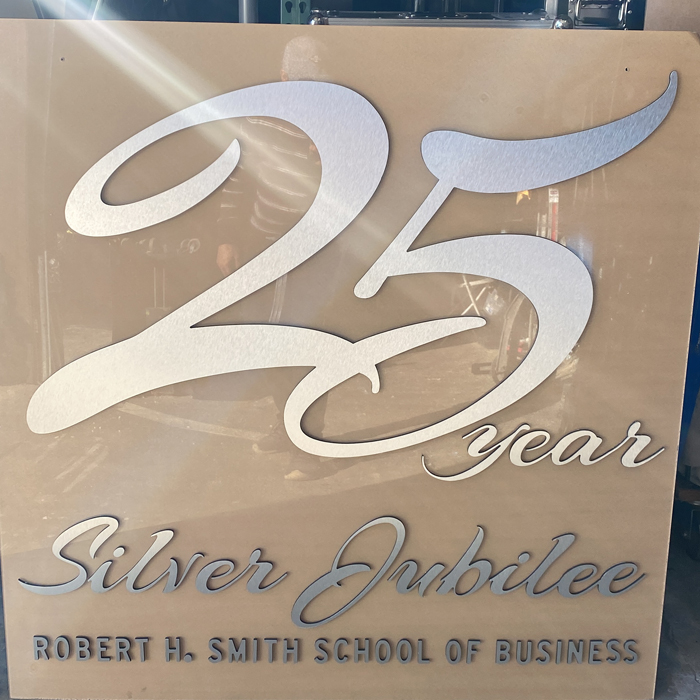 25
year
Silver Jubilee
ROBERT H. SMITH SCHOOL OF BUSINESS